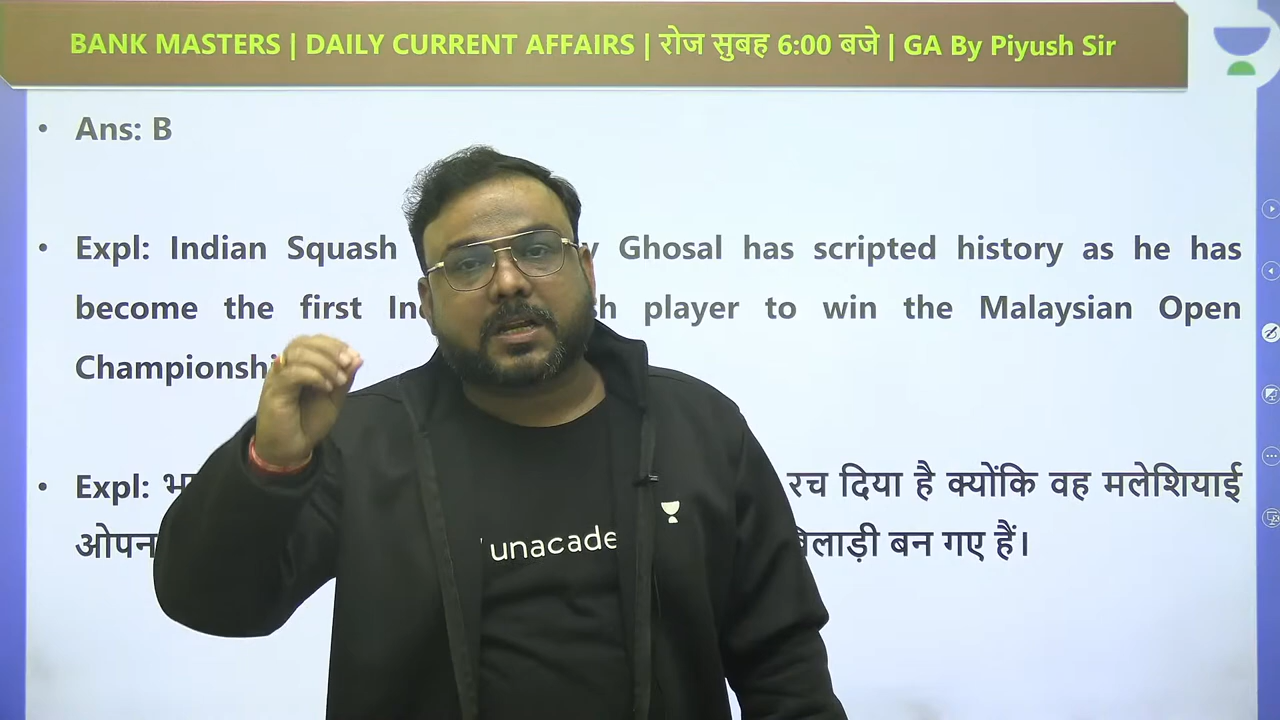 BANK MASTERS | DAILY CURRENT AFFAIRS | रोज सुबह 6:00 बजे | GA By Piyush Sir
• Ans: B
• Expl: Indian Squash Ghosal has scripted history as he has
become the first player to win the Malaysian Open
• Expl: रच दिया है क्योंकि वह मलेशियाई
ओपन बन गए हैं।
unacade